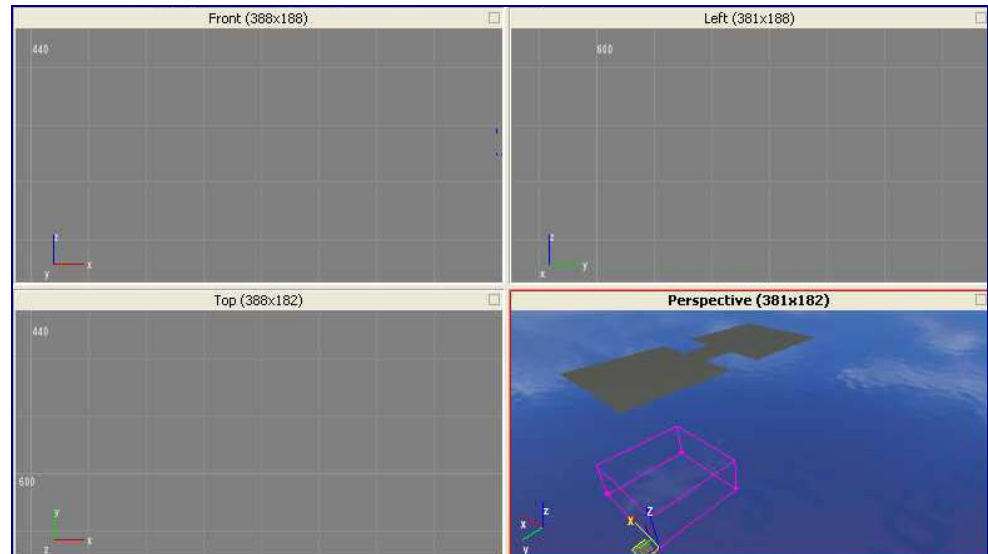 Front (388x188)
Left (381x188)
440
600
z
x
y
z
y
x
Top (388x182)
Perspective (381x182)
440
600
y
x
z
z
x
y
X
Z